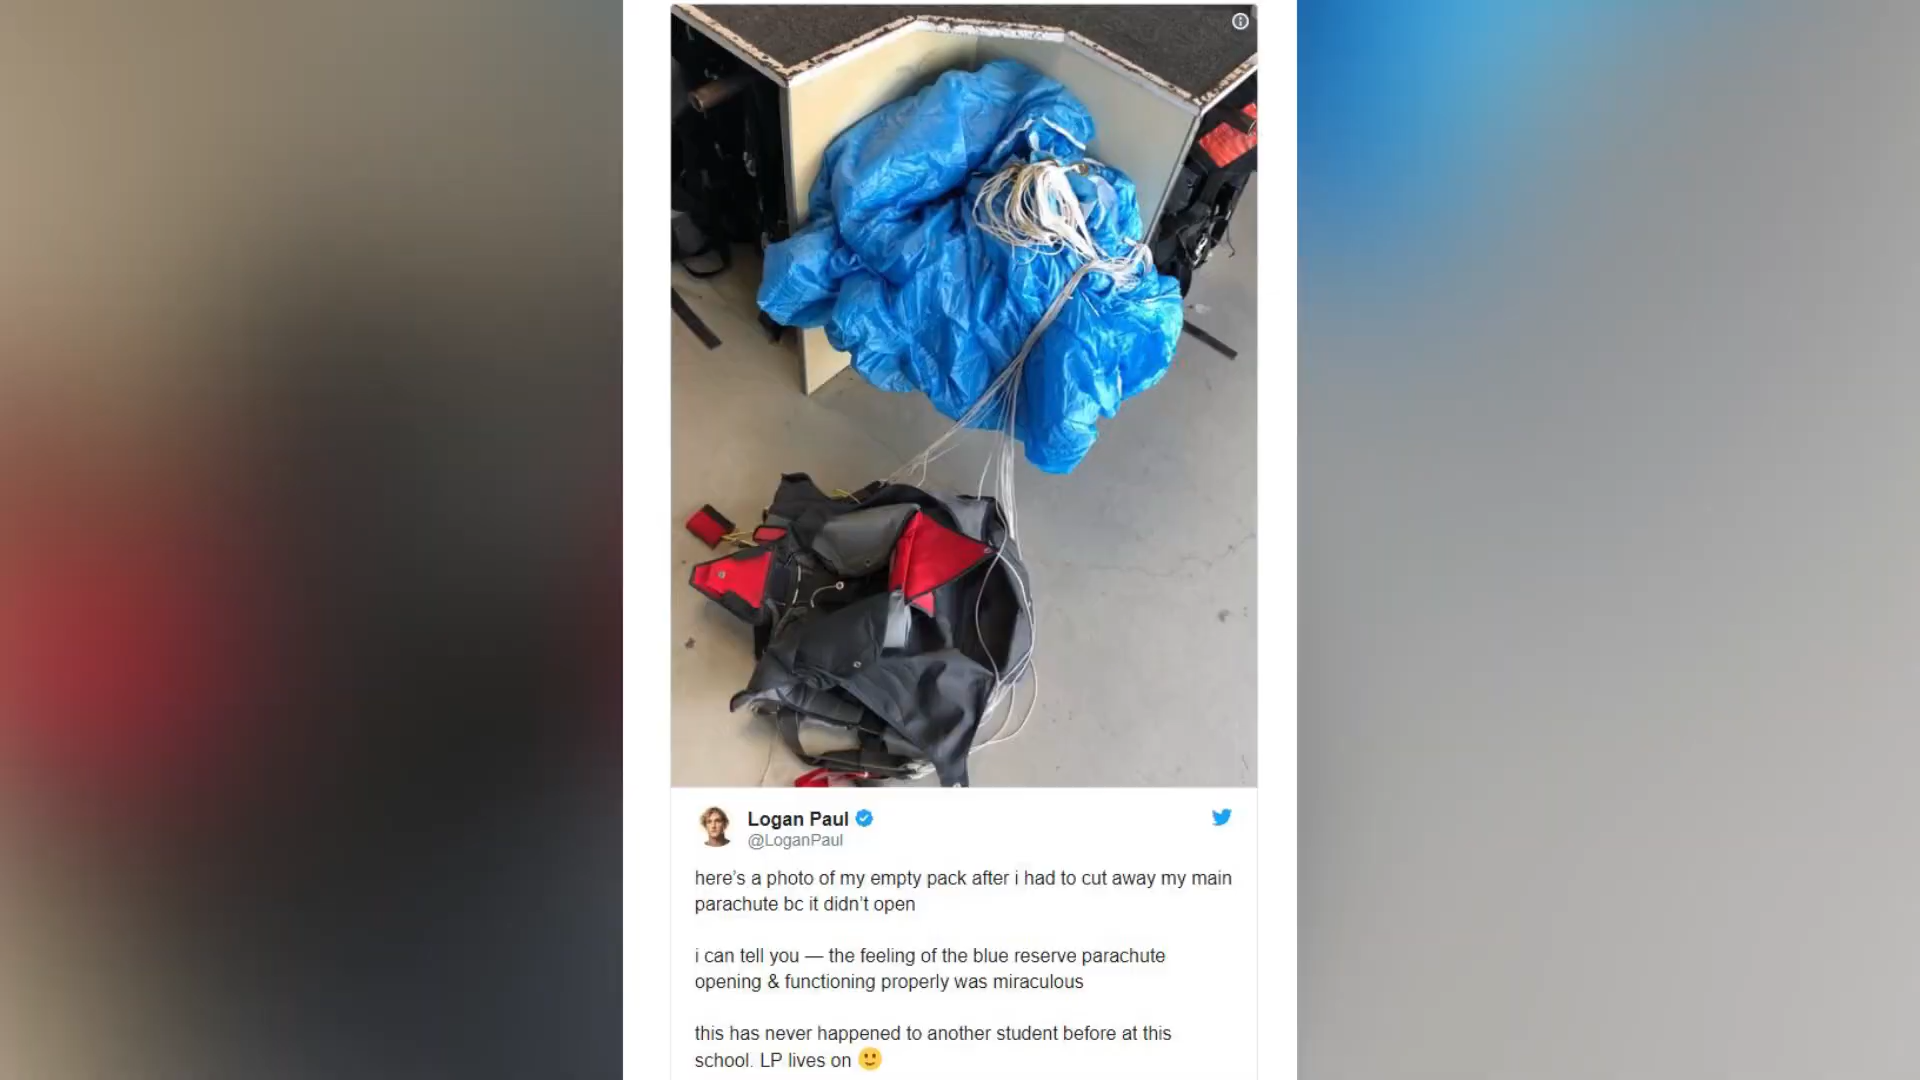 Logan Paul
@LoganPaul
here’s a photo of my empty pack after i had to cut away my main
parachute bc it didn’t open
i can tell you — the feeling of the blue reserve parachute
opening & functioning properly was miraculous
this has never happened to another student before at this
school. LP lives on 🙂